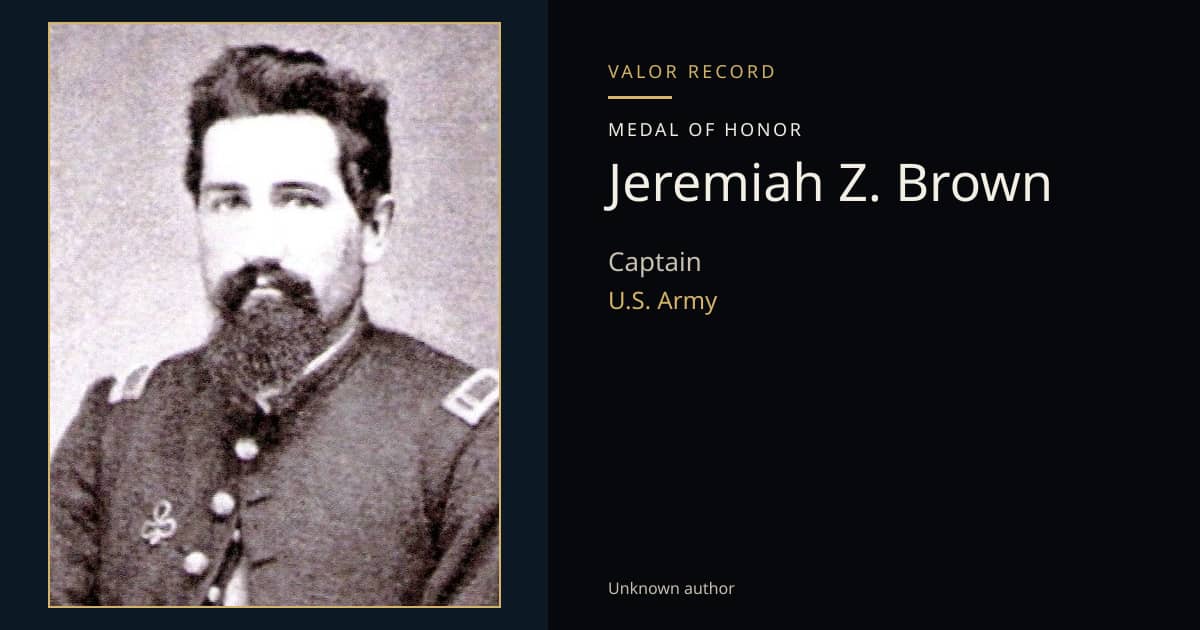 VALOR RECORD
MEDAL OF HONOR
Jeremiah Z. Brown
Captain
U.S. Army
Unknown author